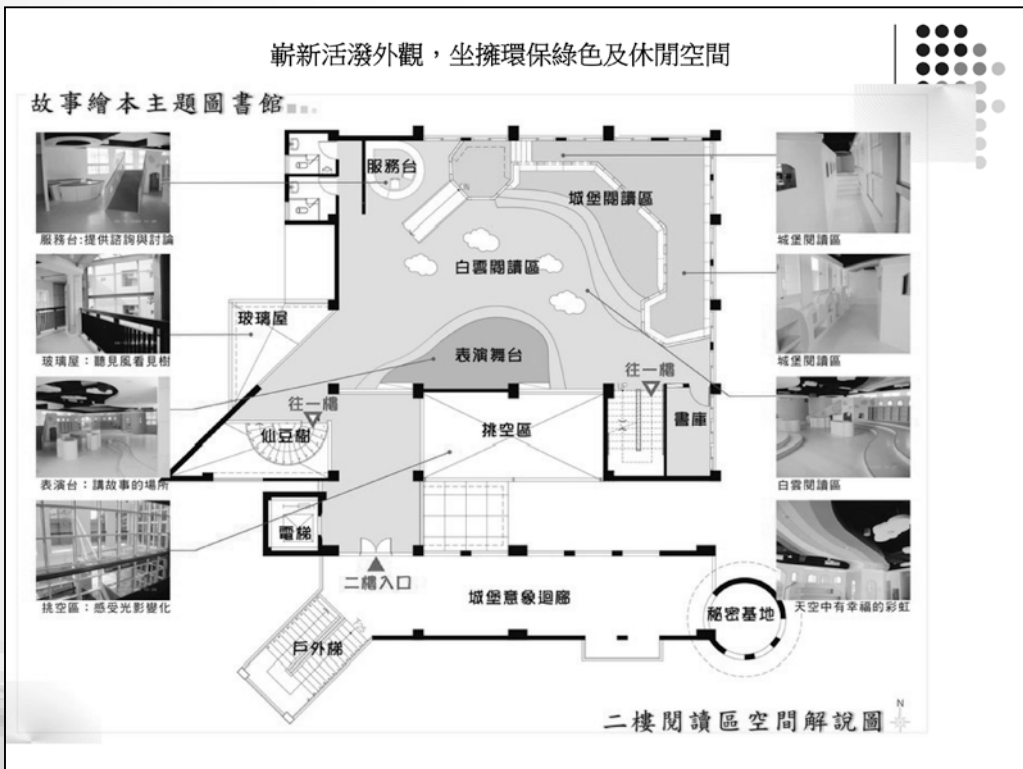 嶄新活潑外觀，坐擁環保綠色及休閒空間
故事繪本主題圖書館
服務台:提供諮詢與討論
玻璃屋：聽見風看見樹
表演台：講故事的場所
挑空區：感受光影變化
服務台
城堡閱讀區
白雲閱讀區
玻璃屋
表演舞台
往一樓
仙豆樹
挑空區
往一樓
書庫
電梯
二樓入口
城堡意象迴廊
秘密基地
戶外梯
城堡閱讀區
城堡閱讀區
白雲閱讀區
天空中有幸福的彩虹
二樓閱讀區空間解說圖
N